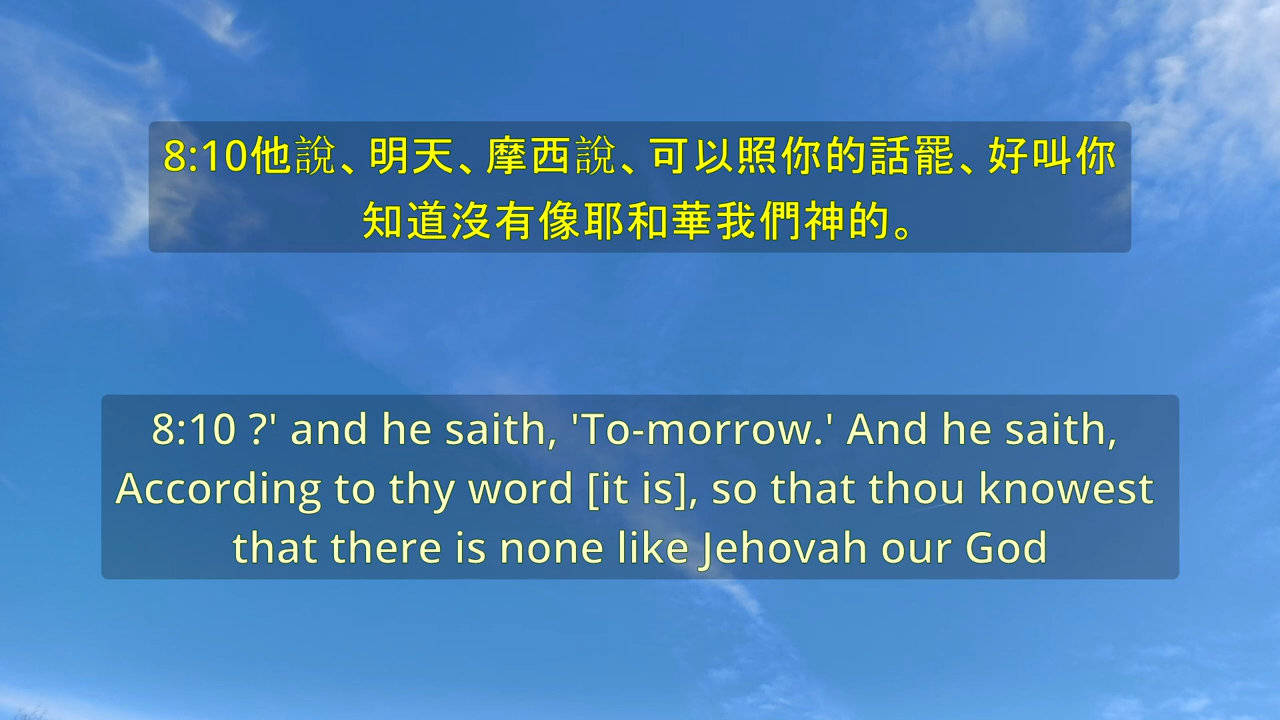 8:10他說、明天、摩西說、可以照你的話罷、好叫你
知道沒有像耶和華我們神的。
8:10 ?' and he saith, 'To-morrow.' And he saith,
According to thy word [it is], so that thou knowest
that there is none like Jehovah our God